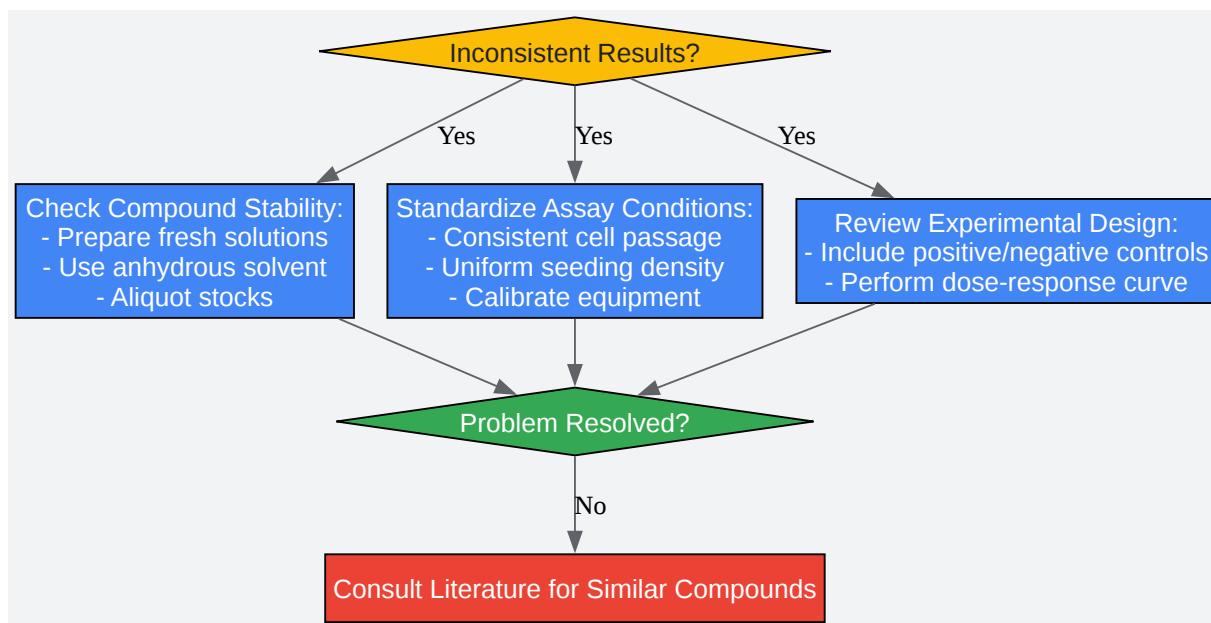 Inconsistent Results?
Yes
Yes
Yes
Check Compound Stability:
- Prepare fresh solutions
- Use anhydrous solvent
- Aliquot stocks
Standardize Assay Conditions:
- Consistent cell passage
- Uniform seeding density
- Calibrate equipment
Review Experimental Design:
- Include positive/negative controls
- Perform dose-response curve
Problem Resolved?
No
Consult Literature for Similar Compounds